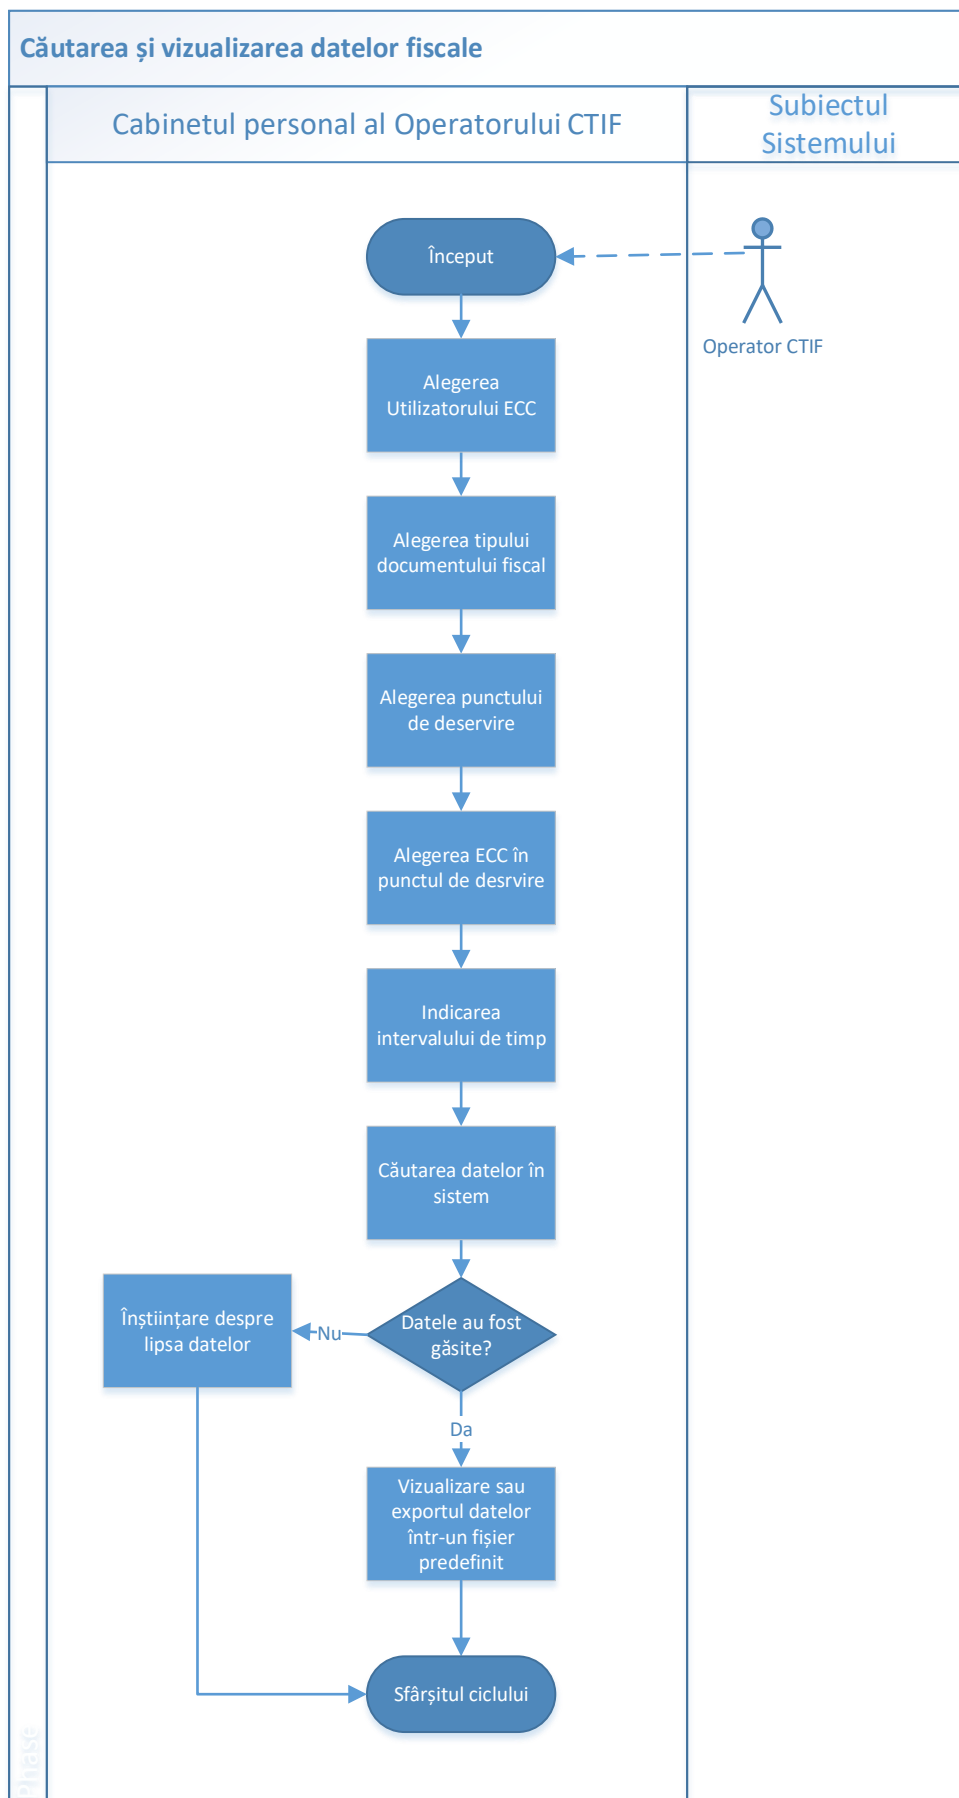 Căutarea și vizualizarea datelor fiscale
Cabinetul personal al Operatorului CTIF
Subiectul
Sistemului
Început
Operator CTIF
Alegerea
Utilizatorului ECC
Alegerea tipului
documentului fiscal
Alegerea punctului
de deservire
Alegerea ECC în
punctul de desrvire
Indicarea
intervalului de timp
Căutarea datelor în
sistem
Datele au fost
găsite?
Nu
Înștiințare despre
lipsa datelor
Da
Vizualizare sau
exportul datelor
într-un fișier
predefinit
Sfârșitul ciclului
Phase